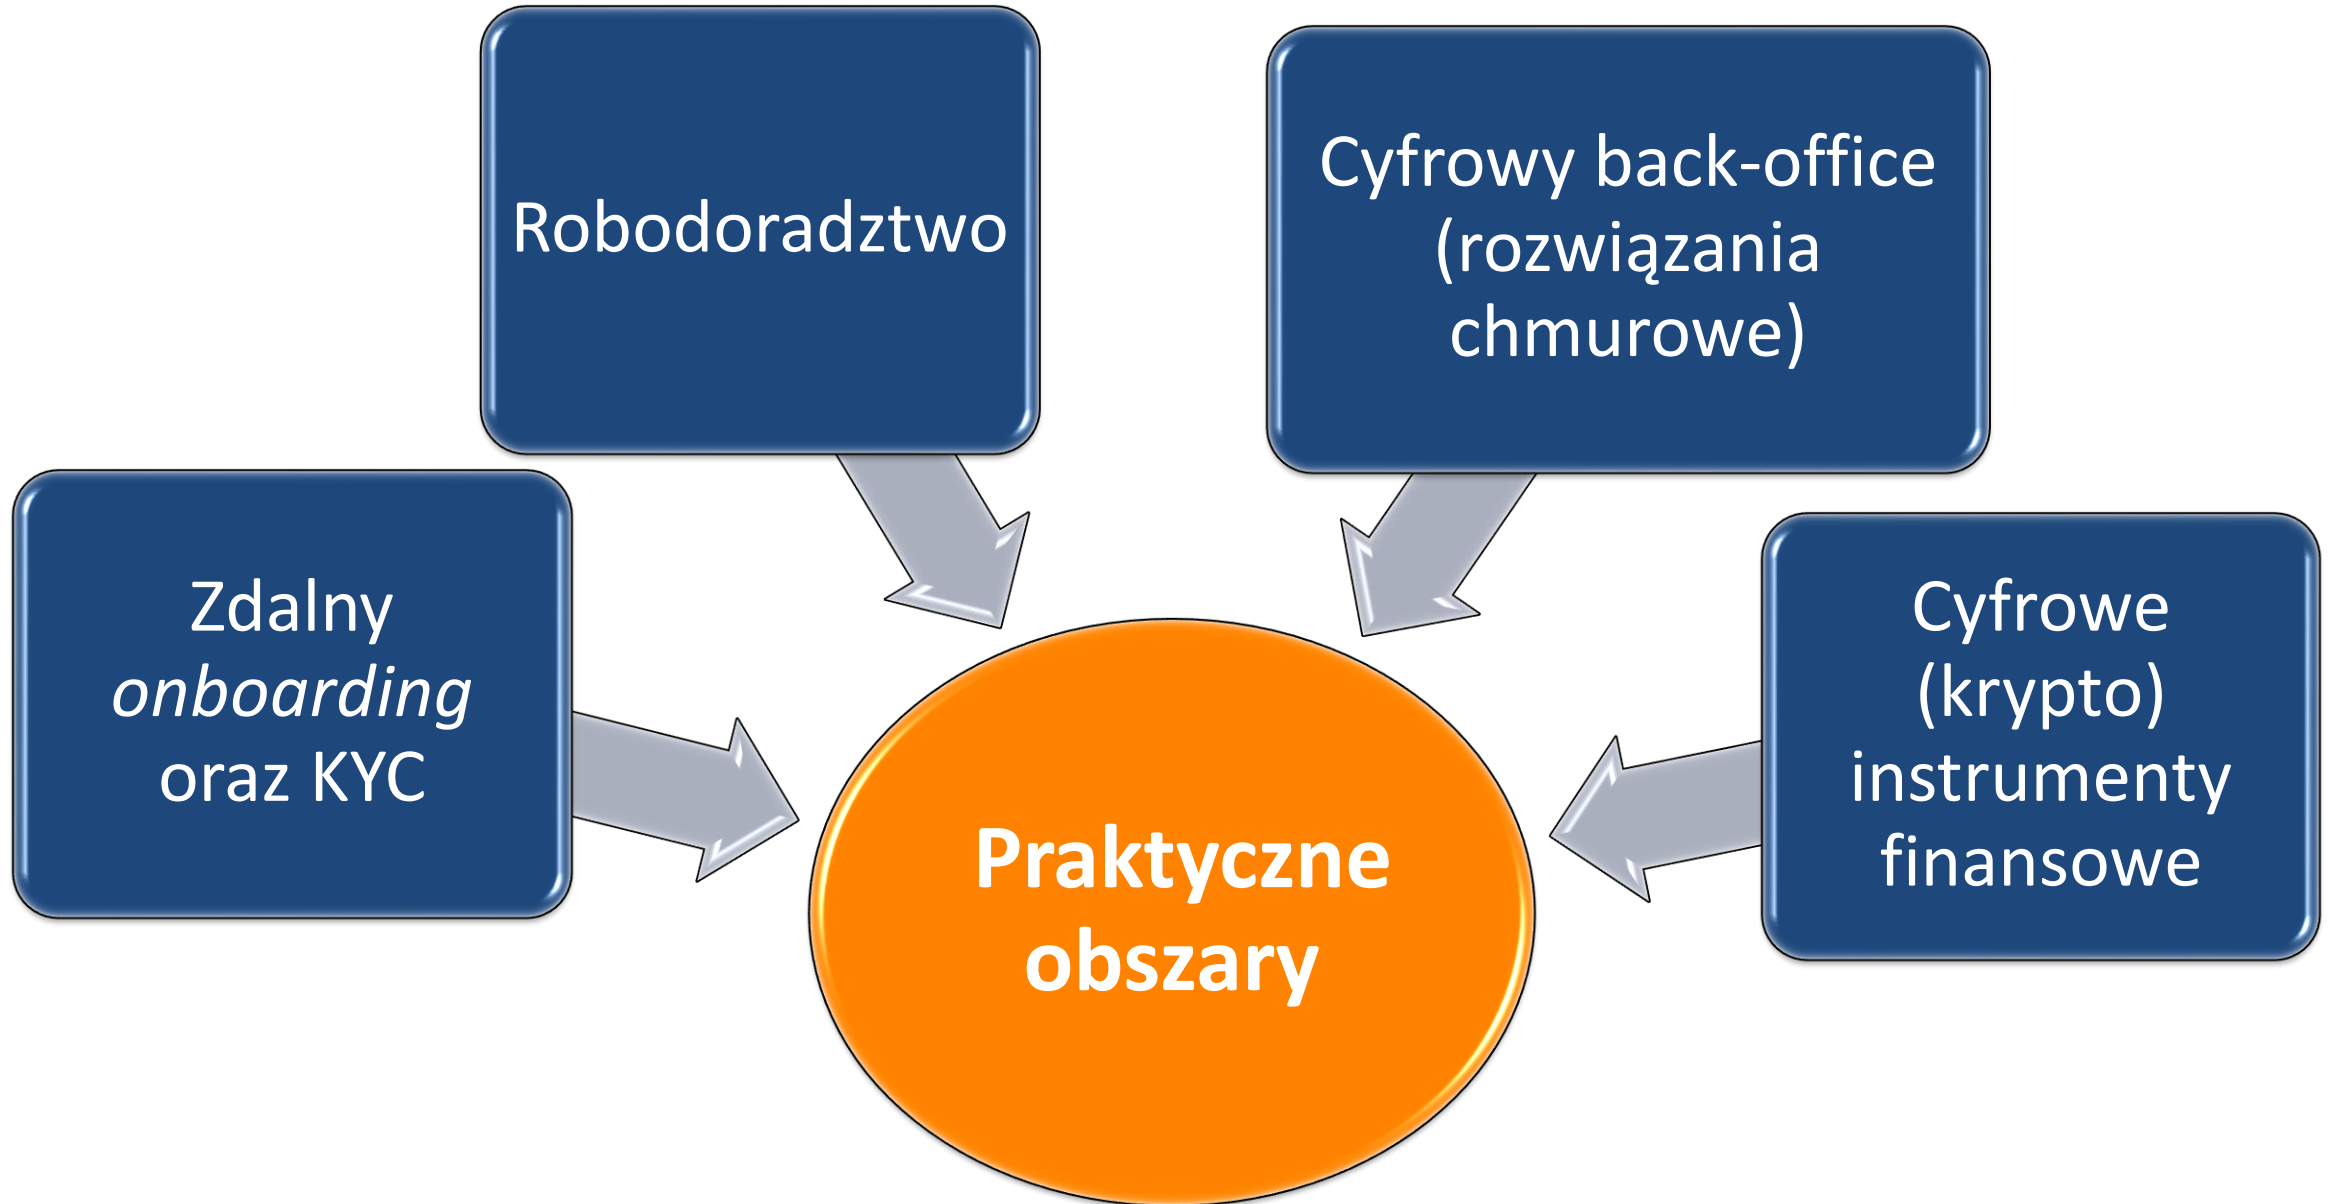 Robodoradztwo
Cyfrowy back-office
(rozwiązania
chmurowe)
Zdalny
onboarding
oraz KYC
Cyfrowe
(krypto)
instrumenty
finansowe
Praktyczne
obszary